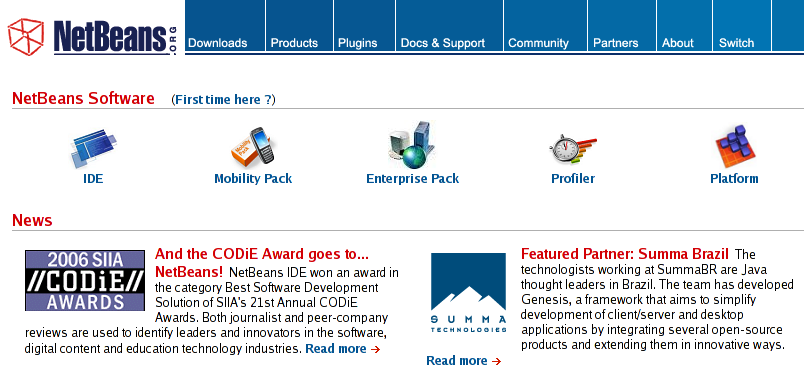 NetBeans.ORG
Downloads Products Plugins Docs & Support Community Partners About Switch
NetBeans Software (First time here ?)
Mobility Pack
IDE Mobility Pack Enterprise Pack Profiler Platform
News
2006 SIIA
//CODiE//
AWARDS
And the CODiE Award goes to...
NetBeans! NetBeans IDE won an award in
the category Best Software Development
Solution of SIIA's 21st Annual CODiE
Awards. Both journalist and peer-company
reviews are used to identify leaders and innovators in the software,
digital content and education technology industries. Read more →
SUMMA
TECHNOLOGIES
Featured Partner: Summa Brazil The
technologists working at SummaBR are Java
thought leaders in Brazil. The team has developed
Genesis, a framework that aims to simplify
development of client/server and desktop
applications by integrating several open-source
products and extending them in innovative ways.
Read more →